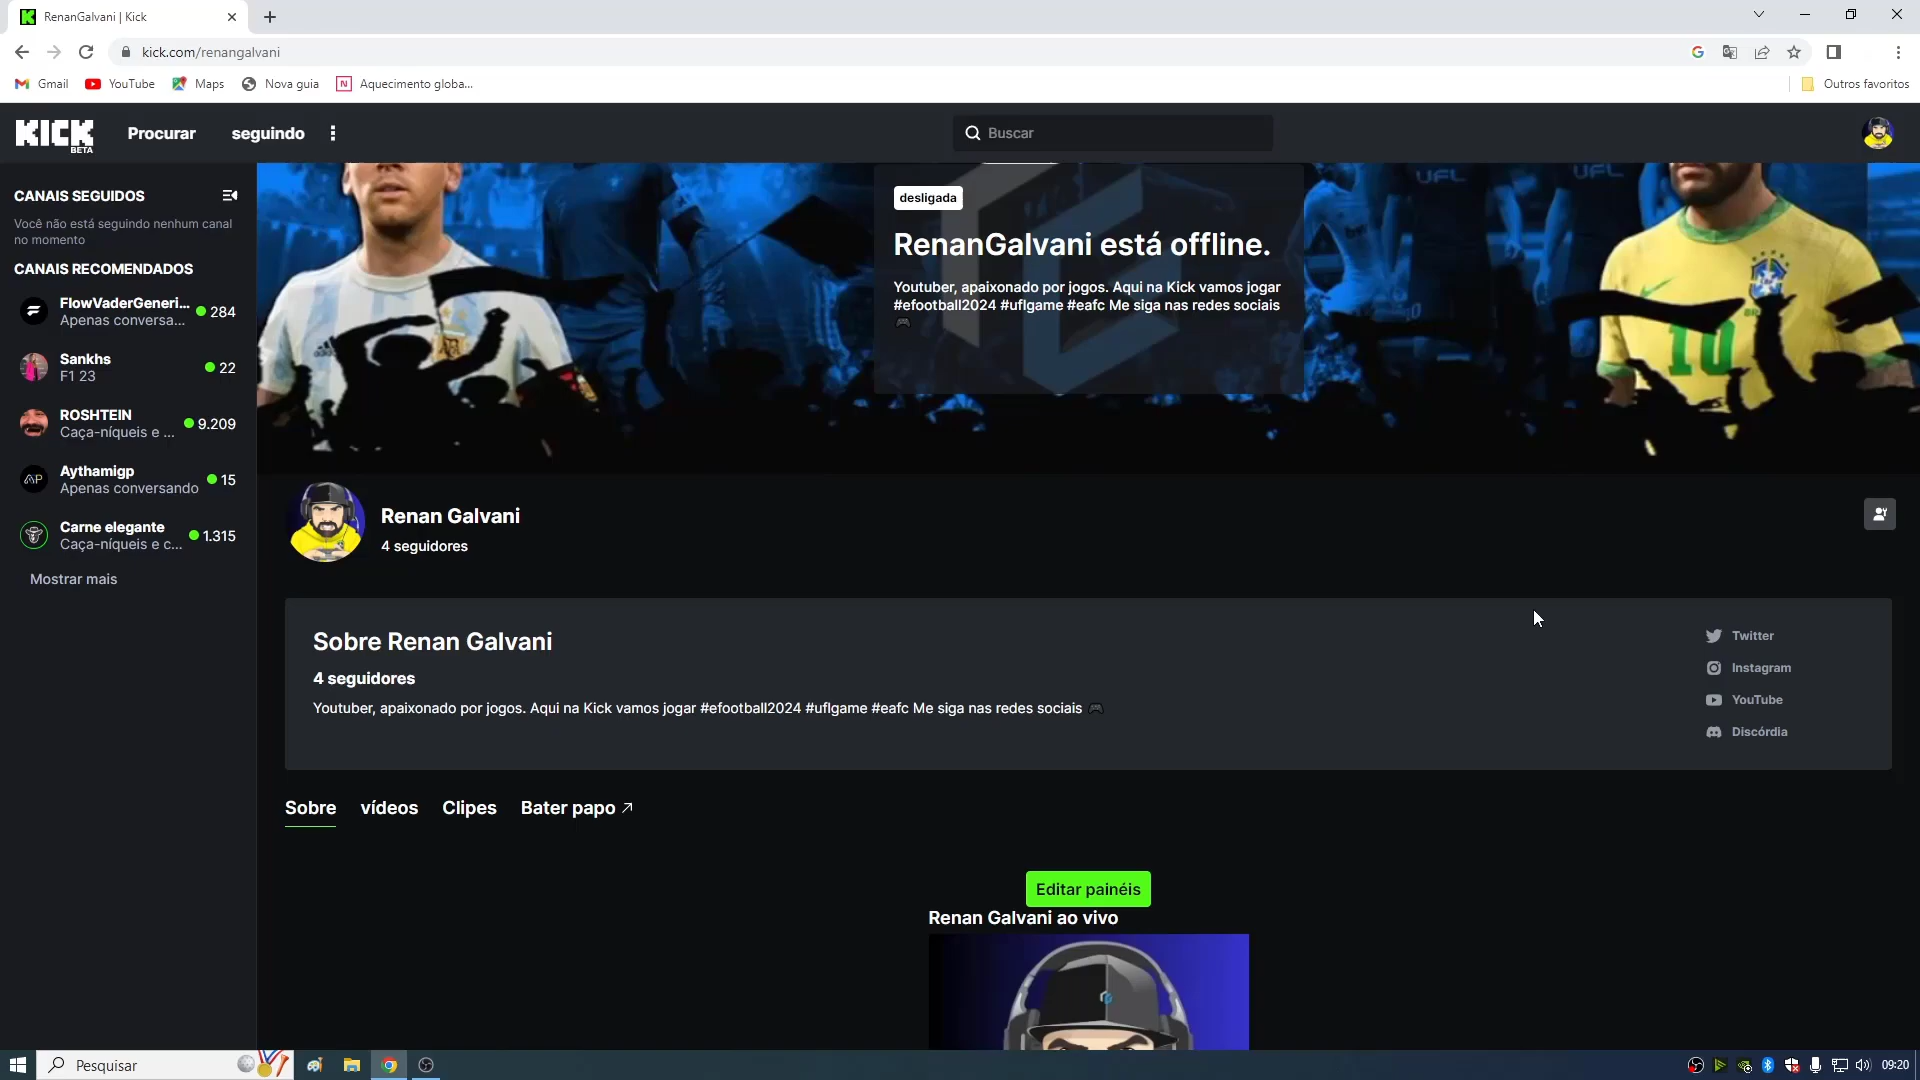 RenanGalvani | Kick
kick.com/renangalvani
Gmail
YouTube
Maps
Nova guia
Aquecimento globa...
Outros favoritos
KICK
BETA
Procurar
seguindo
Buscar
CANAIS SEGUIDOS
Você não está seguindo nenhum canal
no momento
CANAIS RECOMENDADOS
FlowVaderGeneri...
284
Apenas conversa...
Sankhs
22
F1 23
ROSHTEIN
9.209
Caça-níqueis e ...
Aythamigp
15
Apenas conversando
Carne elegante
1.315
Caça-níqueis e c...
Mostrar mais
UFL
UFL
10
desligada
RenanGalvani está offline.
Youtuber, apaixonado por jogos. Aqui na Kick vamos jogar
#efootball2024 #uflgame #eafc Me siga nas redes sociais
🎮
Renan Galvani
4 seguidores
Sobre Renan Galvani
4 seguidores
Youtuber, apaixonado por jogos. Aqui na Kick vamos jogar #efootball2024 #uflgame #eafc Me siga nas redes sociais 🎮
Twitter
Instagram
YouTube
Discórdia
Sobre
vídeos
Clipes
Bater papo
Editar painéis
Renan Galvani ao vivo
Pesquisar
09:20